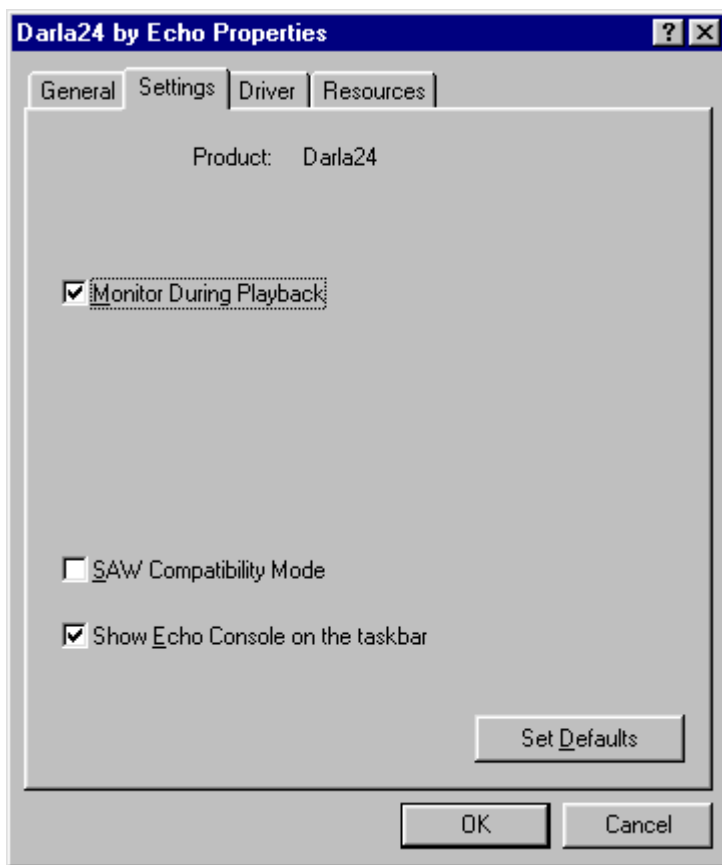 Darla24 by Echo Properties
General Settings Driver Resources
Product: Darla24
Monitor During Playback
SAW Compatibility Mode
Show Echo Console on the taskbar
Set Defaults
OK Cancel